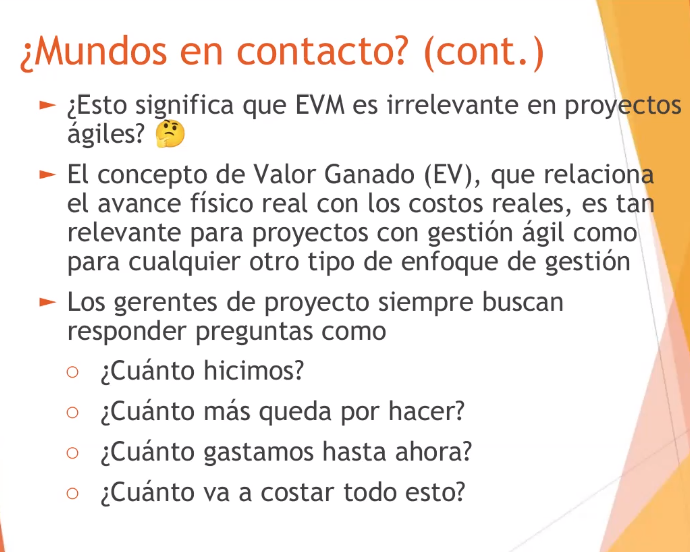 ¿Mundos en contacto? (cont.)
► ¿Esto significa que EVM es irrelevante en proyectos
ágiles? 🤔
► El concepto de Valor Ganado (EV), que relaciona
el avance físico real con los costos reales, es tan
relevante para proyectos con gestión ágil como
para cualquier otro tipo de enfoque de gestión
► Los gerentes de proyecto siempre buscan
responder preguntas como
○ ¿Cuánto hicimos?
○ ¿Cuánto más queda por hacer?
○ ¿Cuánto gastamos hasta ahora?
○ ¿Cuánto va a costar todo esto?